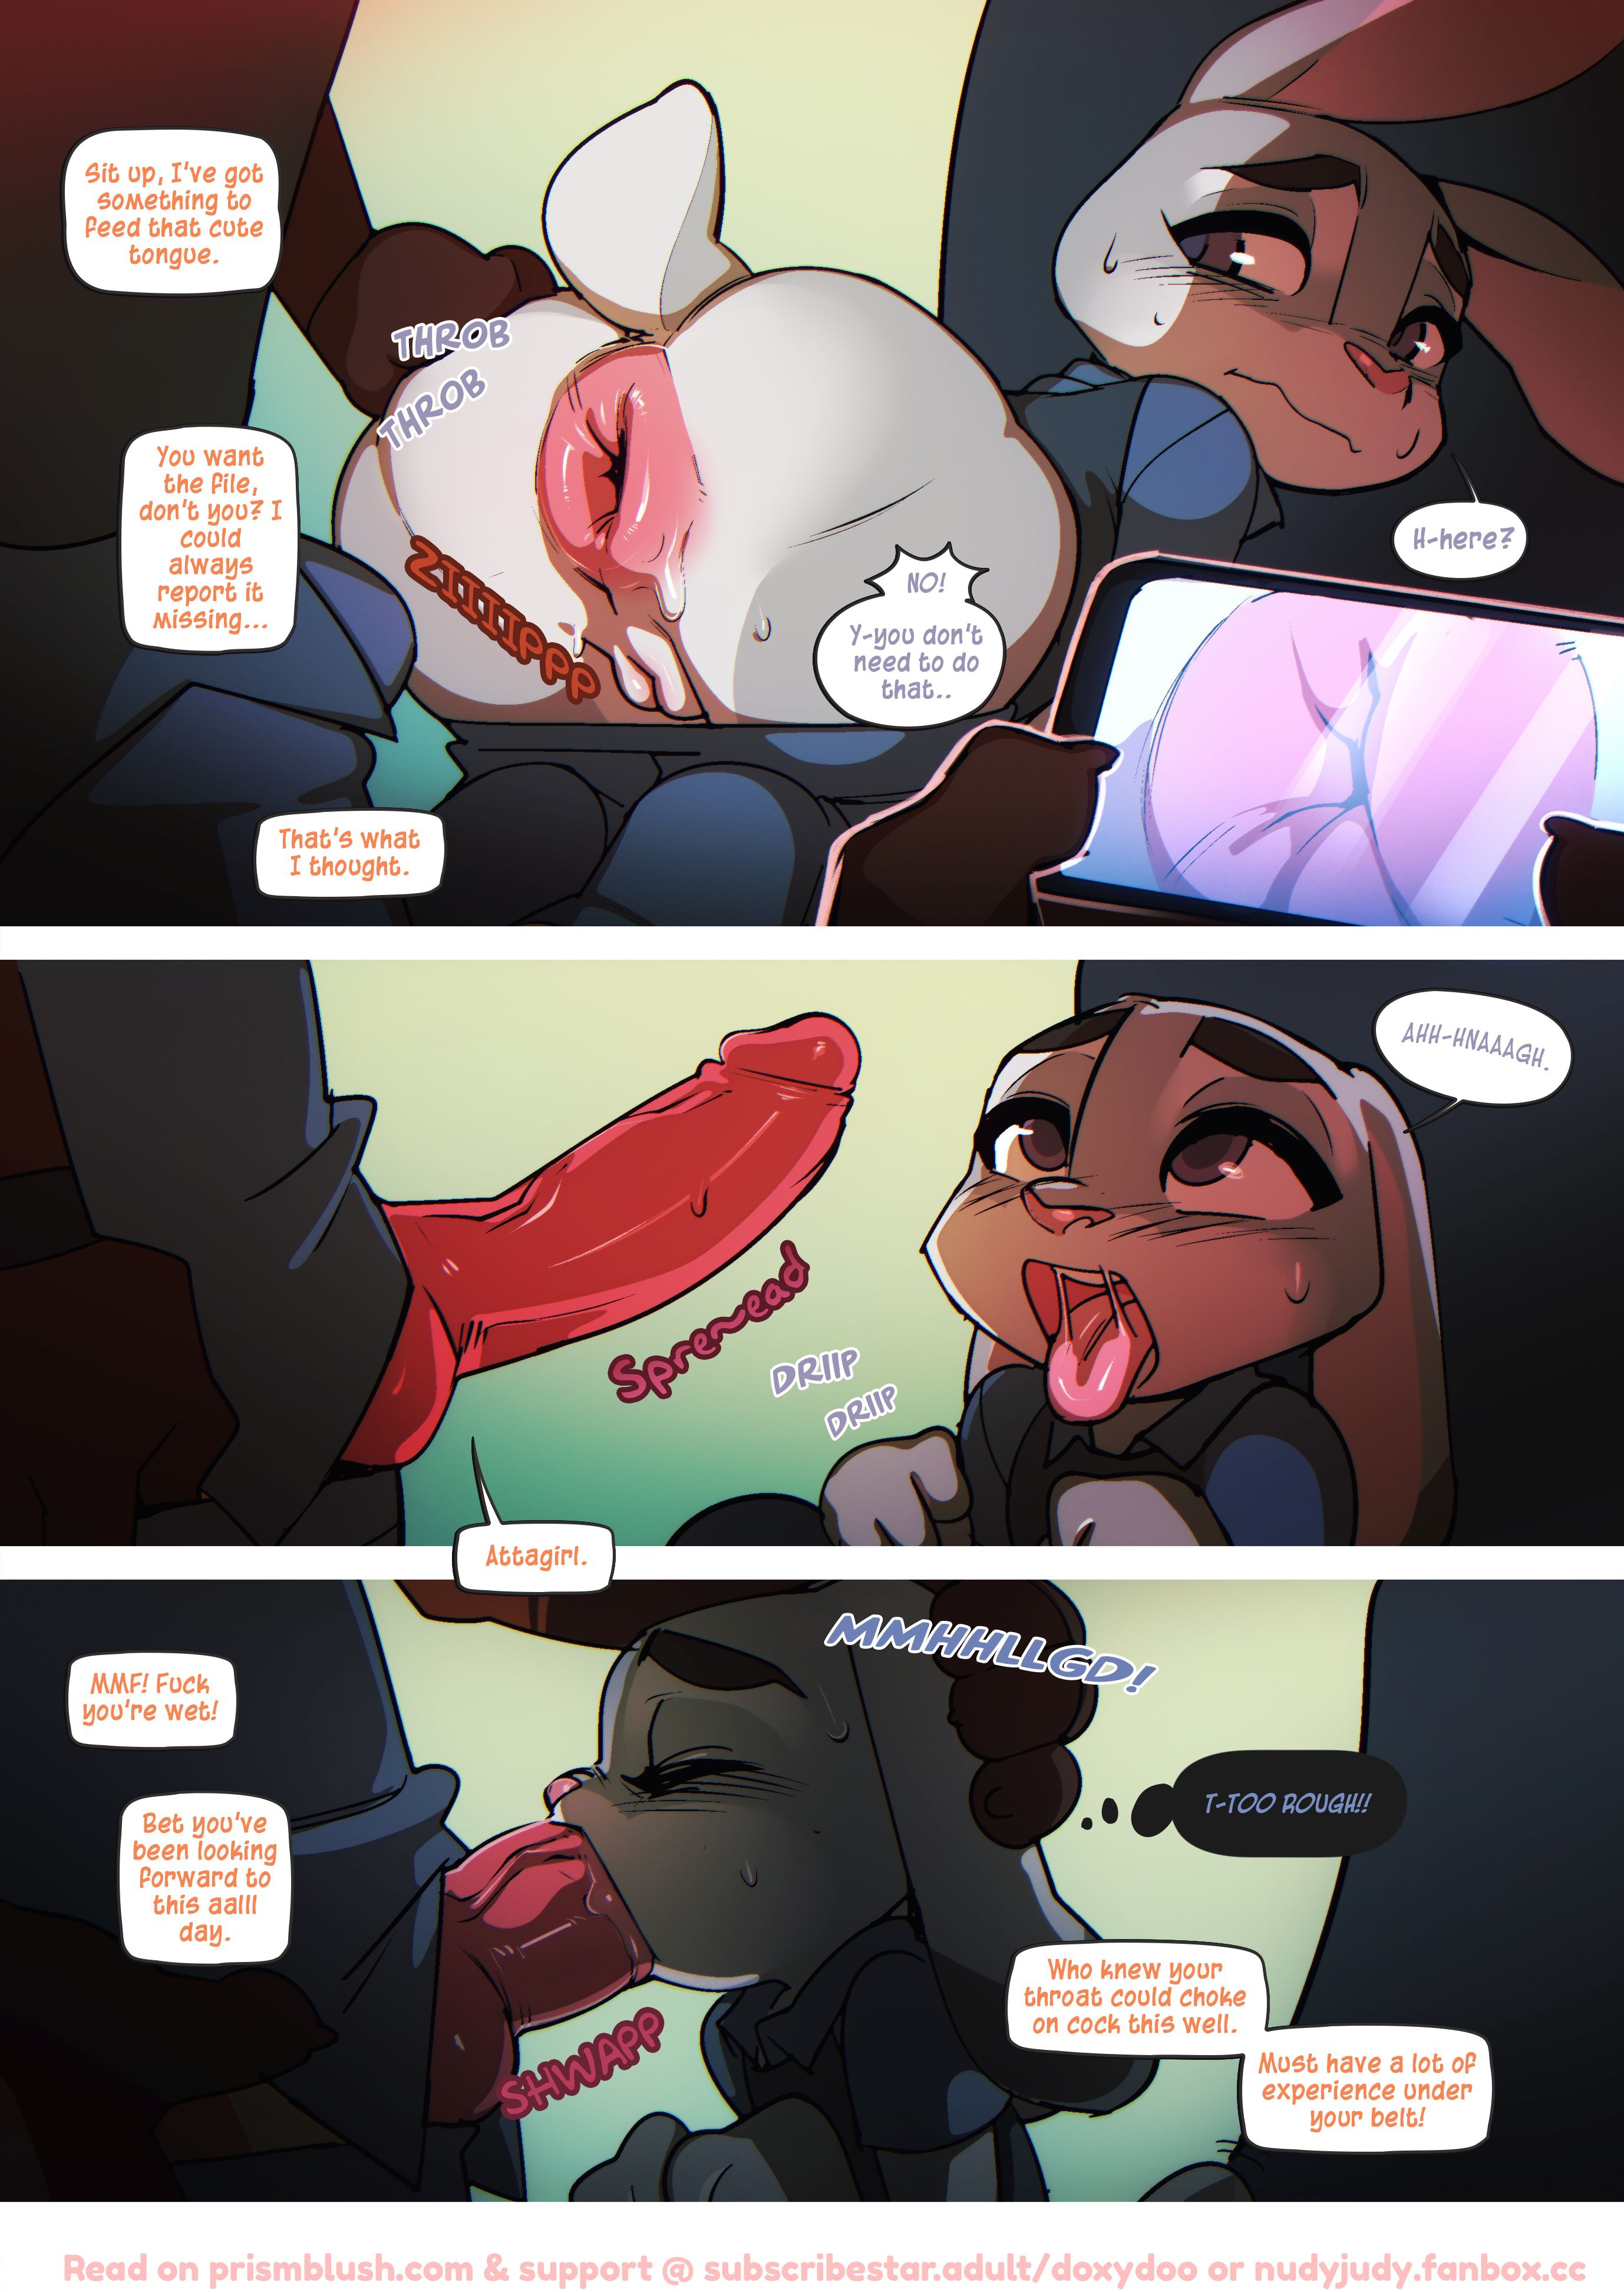 Sit up, I've got
something to
feed that cute
tongue.
THROB
THROB
H-here?
You want
the file,
don't you? I
could
always
report it
missing...
ZIIIIIPPP
NO!
Y-you don't
need to do
that..
That's what
I thought.
AHH-HNAAAGH.
Spre~ead
DRIIP
DRIIP
Attagirl.
MMHHLLGD!
MMF! Fuck
you're wet!
T-TOO ROUGH!!
Bet you've
been looking
forward to
this aalll
day.
Who knew your
throat could choke
on cock this well.
SHWAPP
Must have a lot of
experience under
your belt!
Read on prismblush.com & support @ subscribestar.adult/doxydoo or nudyjudy.fanbox.cc